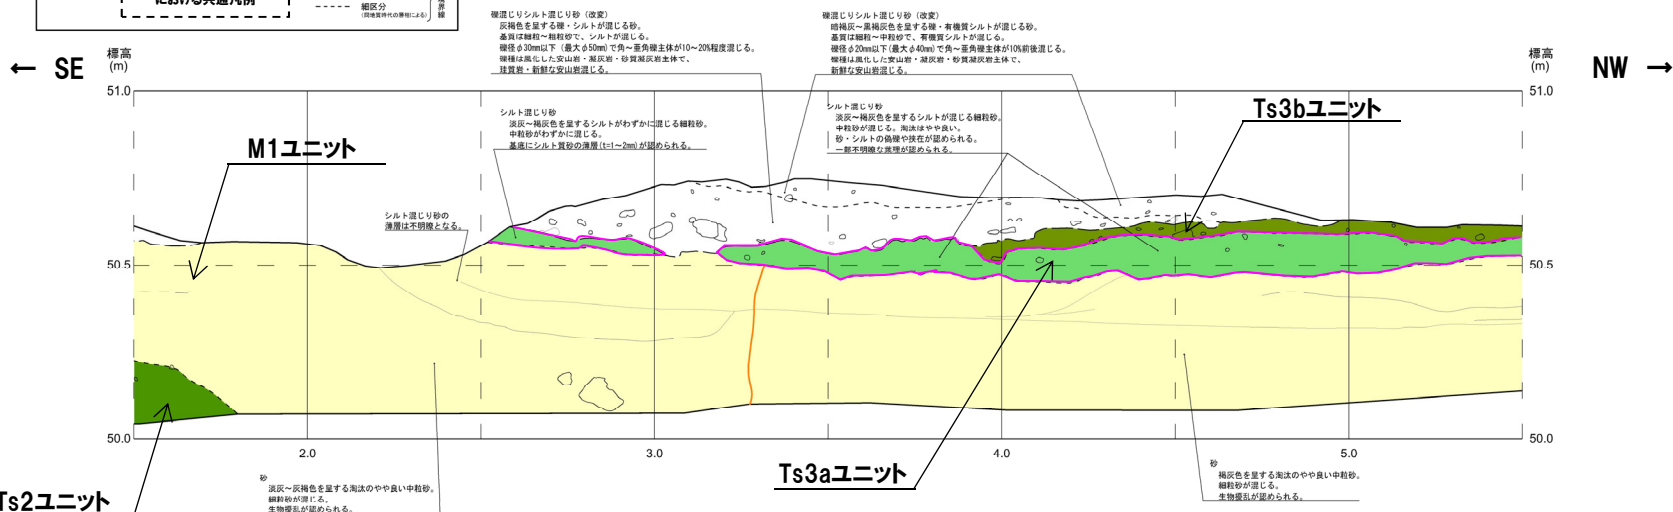 における共通凡例
細区分
(同地質時代の層相による)
界
線
礫混じりシルト混じり砂（改変）
灰褐色を呈する礫・シルトが混じる砂。
基質は細粒～粗粒砂で、シルトが混じる。
礫径φ30mm以下（最大φ50mm）で角～亜角礫主体が10～20%程度混じる。
礫種は風化した安山岩・凝灰岩・砂質凝灰岩主体で、
珪質岩・新鮮な安山岩混じる。
礫混じりシルト混じり砂（改変）
暗褐灰～黒褐灰色を呈する礫・有機質シルトが混じる砂。
基質は細粒～中粒砂で、有機質シルトが混じる。
礫径φ20mm以下（最大φ40mm）で角～亜角礫主体が10%前後混じる。
礫種は風化した安山岩・凝灰岩・砂質凝灰岩主体で、
新鮮な安山岩混じる。
← SE
標高
(m)
標高
(m)
NW →
51.0
51.0
シルト混じり砂
淡灰～褐灰色を呈するシルトがわずかに混じる細粒砂。
中粒砂がわずかに混じる。
基底にシルト質砂の薄層(t=1～2mm)が認められる。
シルト混じり砂
淡灰～褐灰色を呈するシルトが混じる細粒砂。
中粒砂が混じる。淘汰はやや良い。
砂・シルトの偽礫や挟在が認められる。
一部不明瞭な葉理が認められる。
Ts3bユニット
M1ユニット
シルト混じり砂の
薄層は不明瞭となる。
50.5
50.5
50.0
50.0
2.0
3.0
4.0
5.0
Ts3aユニット
Ts2ユニット
砂
淡灰～灰褐色を呈する淘汰のやや良い中粒砂。
細粒砂が混じる。
生物擾乱が認められる。
砂
褐灰色を呈する淘汰のやや良い中粒砂。
細粒砂が混じる。
生物擾乱が認められる。